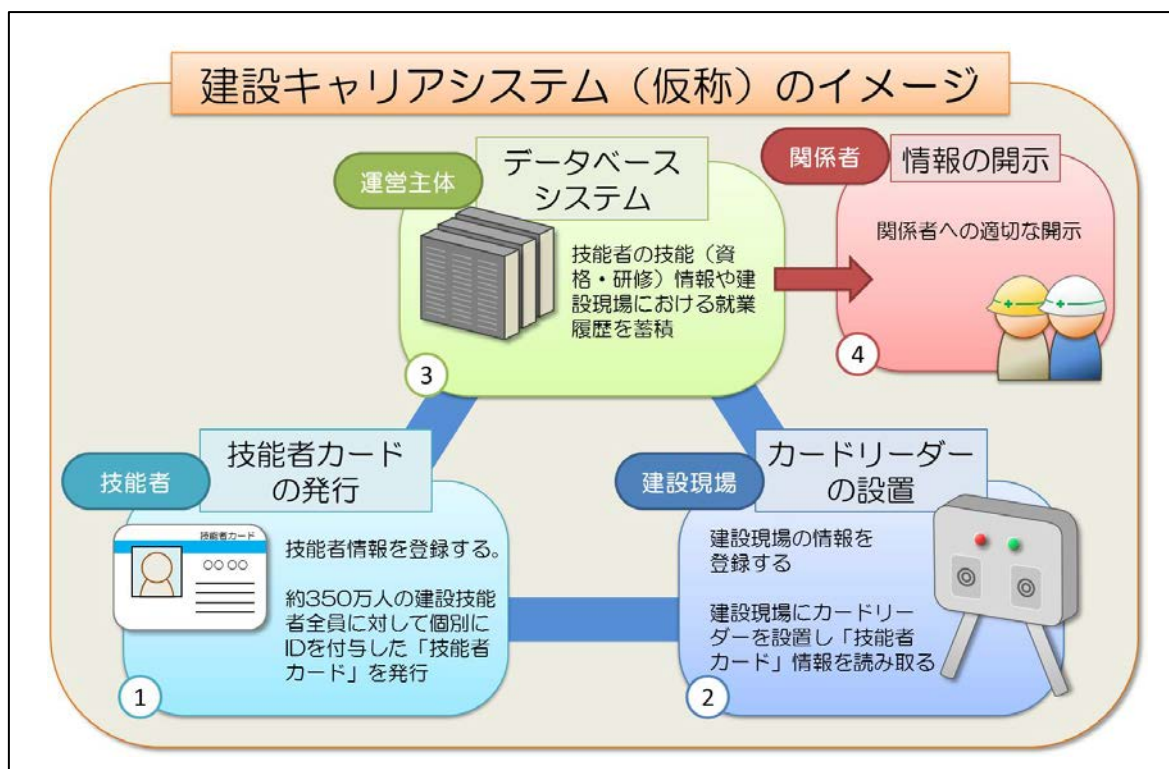 建設キャリアシステム（仮称）のイメージ
運営主体
データベース
システム
技能者の技能（資
格・研修）情報や建
設現場における就業
履歴を蓄積
3
関係者
情報の開示
関係者への適切な開示
4
技能者
技能者カード
の発行
技能者カード
○○ ○○
技能者情報を登録する。
約350万人の建設技能
者全員に対して個別に
IDを付与した「技能者
カード」を発行
1
建設現場
カードリーダー
の設置
建設現場の情報を
登録する
建設現場にカードリー
ダーを設置し「技能者
カード」情報を読み取る
2